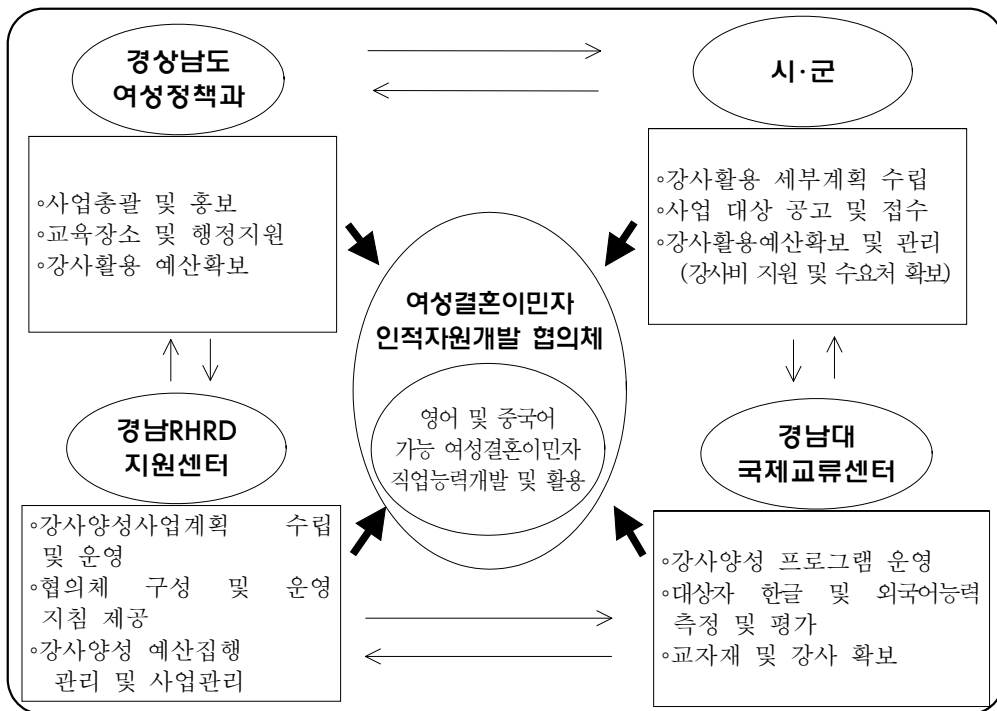 경상남도
여성정책과
◦사업총괄 및 홍보
◦교육장소 및 행정지원
◦강사활용 예산확보
시·군
◦강사활용 세부계획 수립
◦사업 대상 공고 및 접수
◦강사활용예산확보 및 관리
(강사비 지원 및 수요처 확보)
여성결혼이민자
인적자원개발 협의체
영어 및 중국어
가능 여성결혼이민자
직업능력개발 및 활용
경남RHRD
지원센터
◦강사양성사업계획 수립
및 운영
◦협의체 구성 및 운영
지침 제공
◦강사양성 예산집행
관리 및 사업관리
경남대
국제교류센터
◦강사양성 프로그램 운영
◦대상자 한글 및 외국어능력
측정 및 평가
◦교자재 및 강사 확보